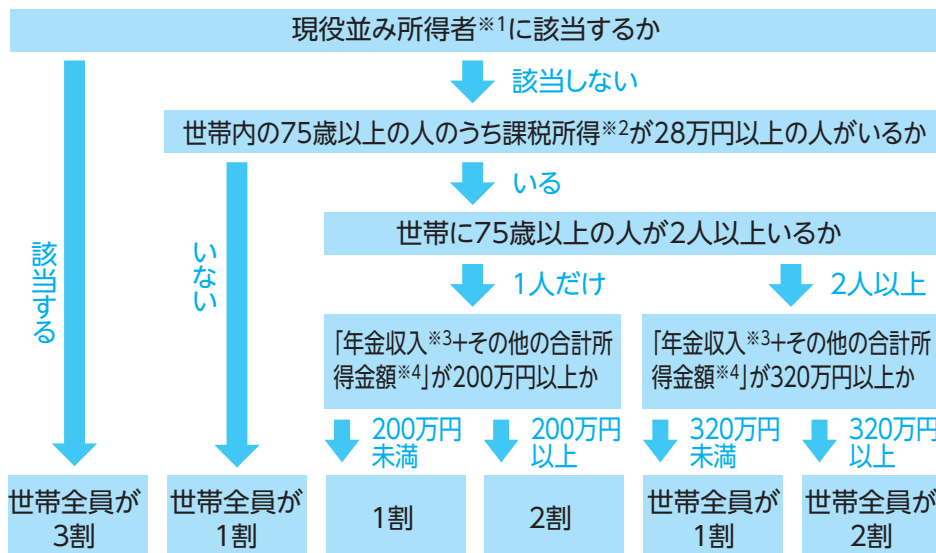 現役並み所得者※1に該当するか
該当しない
世帯内の75歳以上の人のうち課税所得※2が28万円以上の人がいるか
いる
世帯に75歳以上の人が2人以上いるか
該当する
いない
1人だけ
2人以上
「年金収入※3+その他の合計所
得金額※4」が200万円以上か
「年金収入※3+その他の合計所
得金額※4」が320万円以上か
200万円
未満
200万円
以上
320万円
未満
320万円
以上
世帯全員が
3割
世帯全員が
1割
1割
2割
世帯全員が
1割
世帯全員が
2割